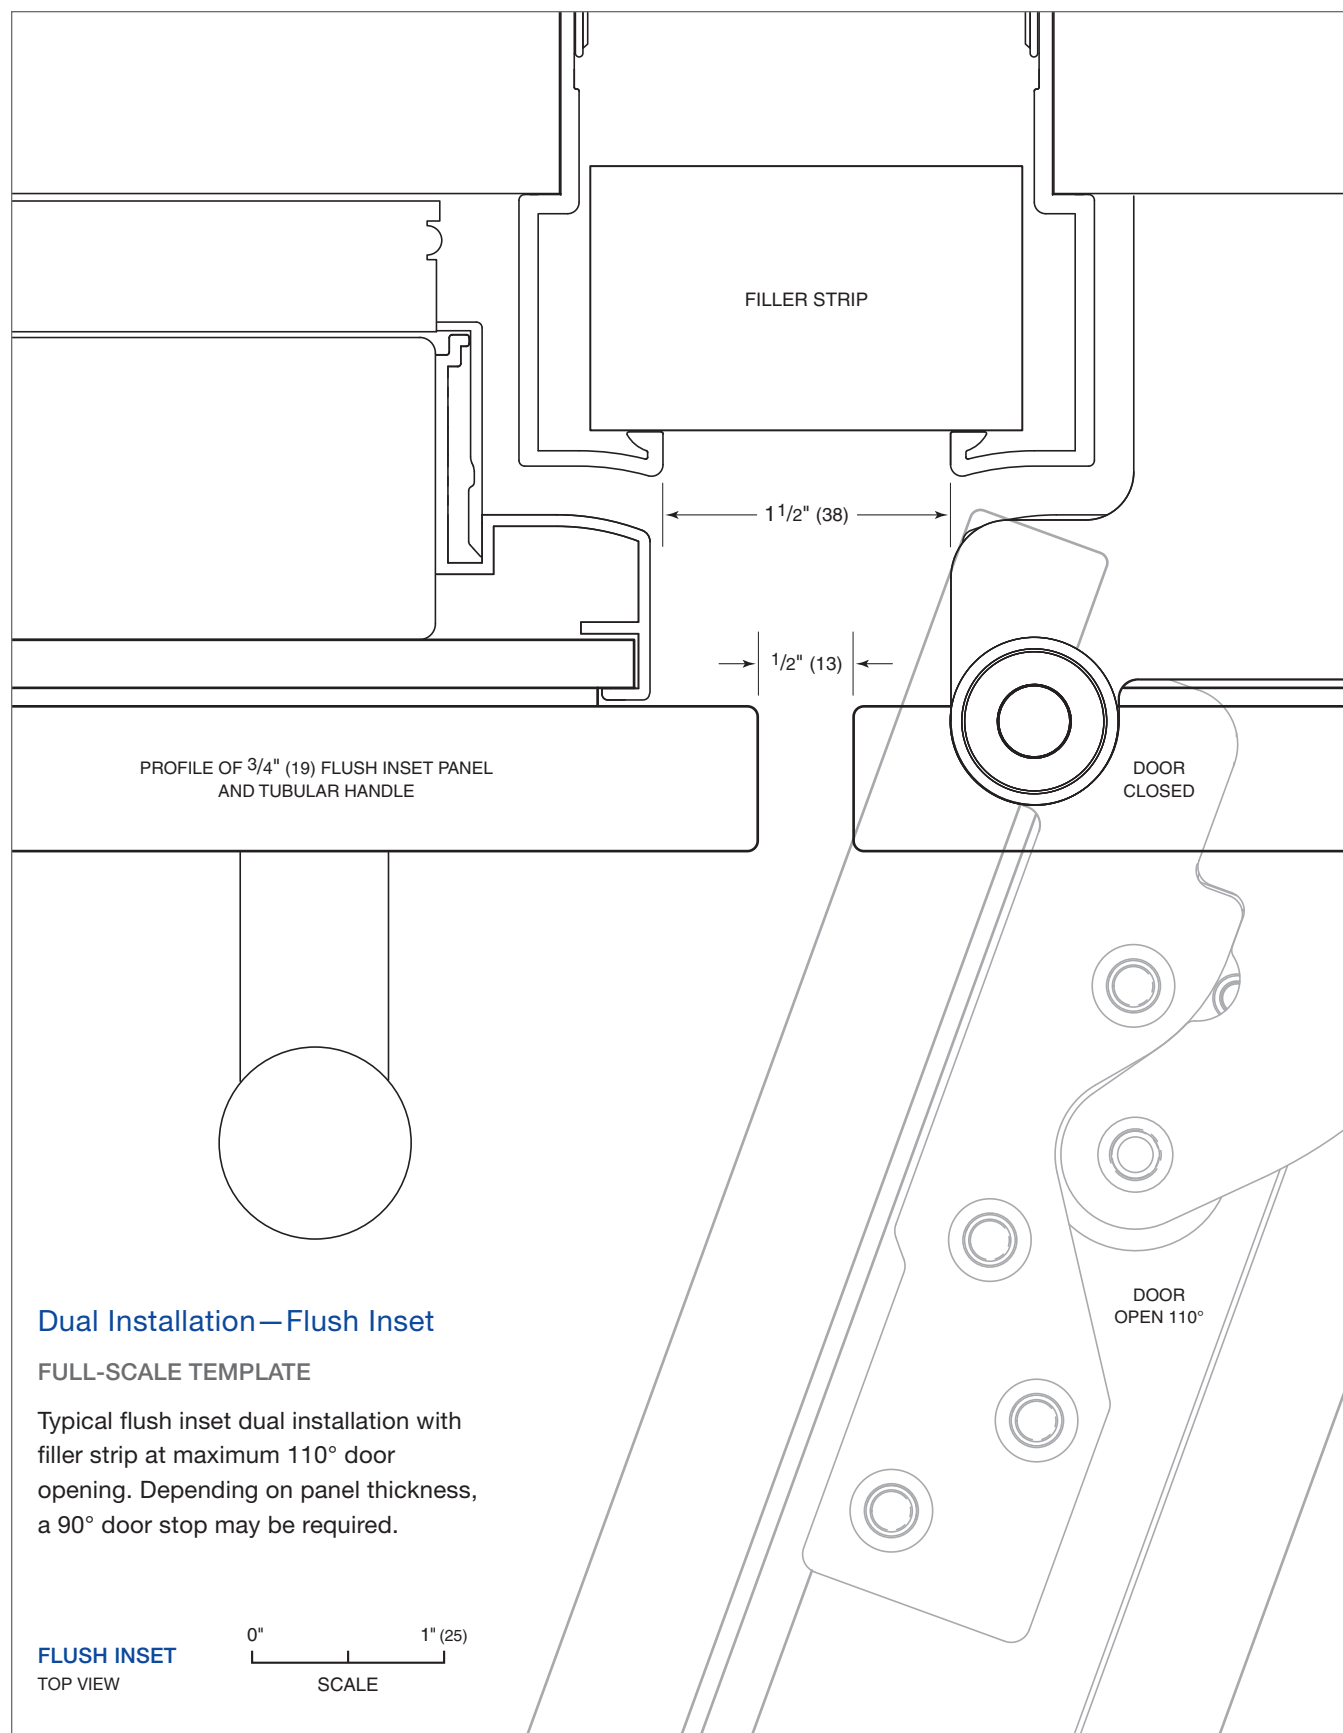 FILLER STRIP
1 1/2" (38)
1/2" (13)
PROFILE OF 3/4" (19) FLUSH INSET PANEL
AND TUBULAR HANDLE
DOOR
CLOSED
DOOR
OPEN 110°
Dual Installation—Flush Inset
FULL-SCALE TEMPLATE
Typical flush inset dual installation with
filler strip at maximum 110° door
opening. Depending on panel thickness,
a 90° door stop may be required.
0" 1" (25)
FLUSH INSET
TOP VIEW
SCALE